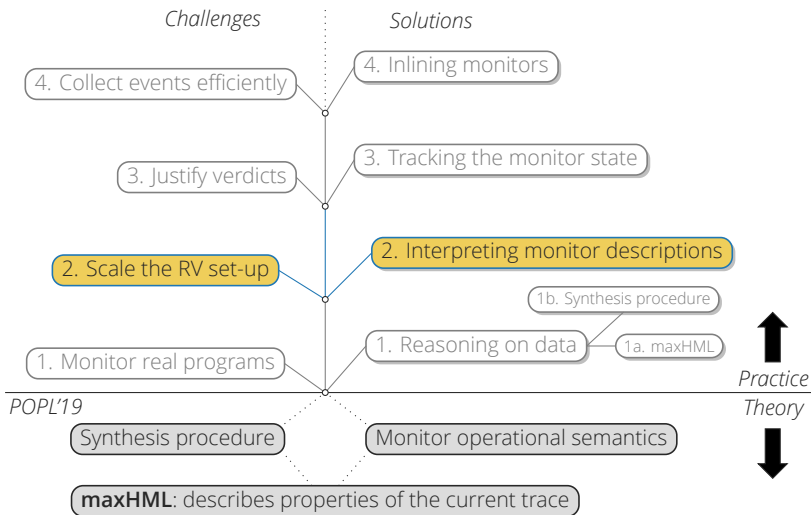 Challenges
Solutions
4. Collect events efficiently
4. Inlining monitors
3. Justify verdicts
3. Tracking the monitor state
2. Scale the RV set-up
2. Interpreting monitor descriptions
1b. Synthesis procedure
1. Monitor real programs
1. Reasoning on data
1a. maxHML
Practice
POPL'19
Theory
Synthesis procedure
Monitor operational semantics
maxHML: describes properties of the current trace